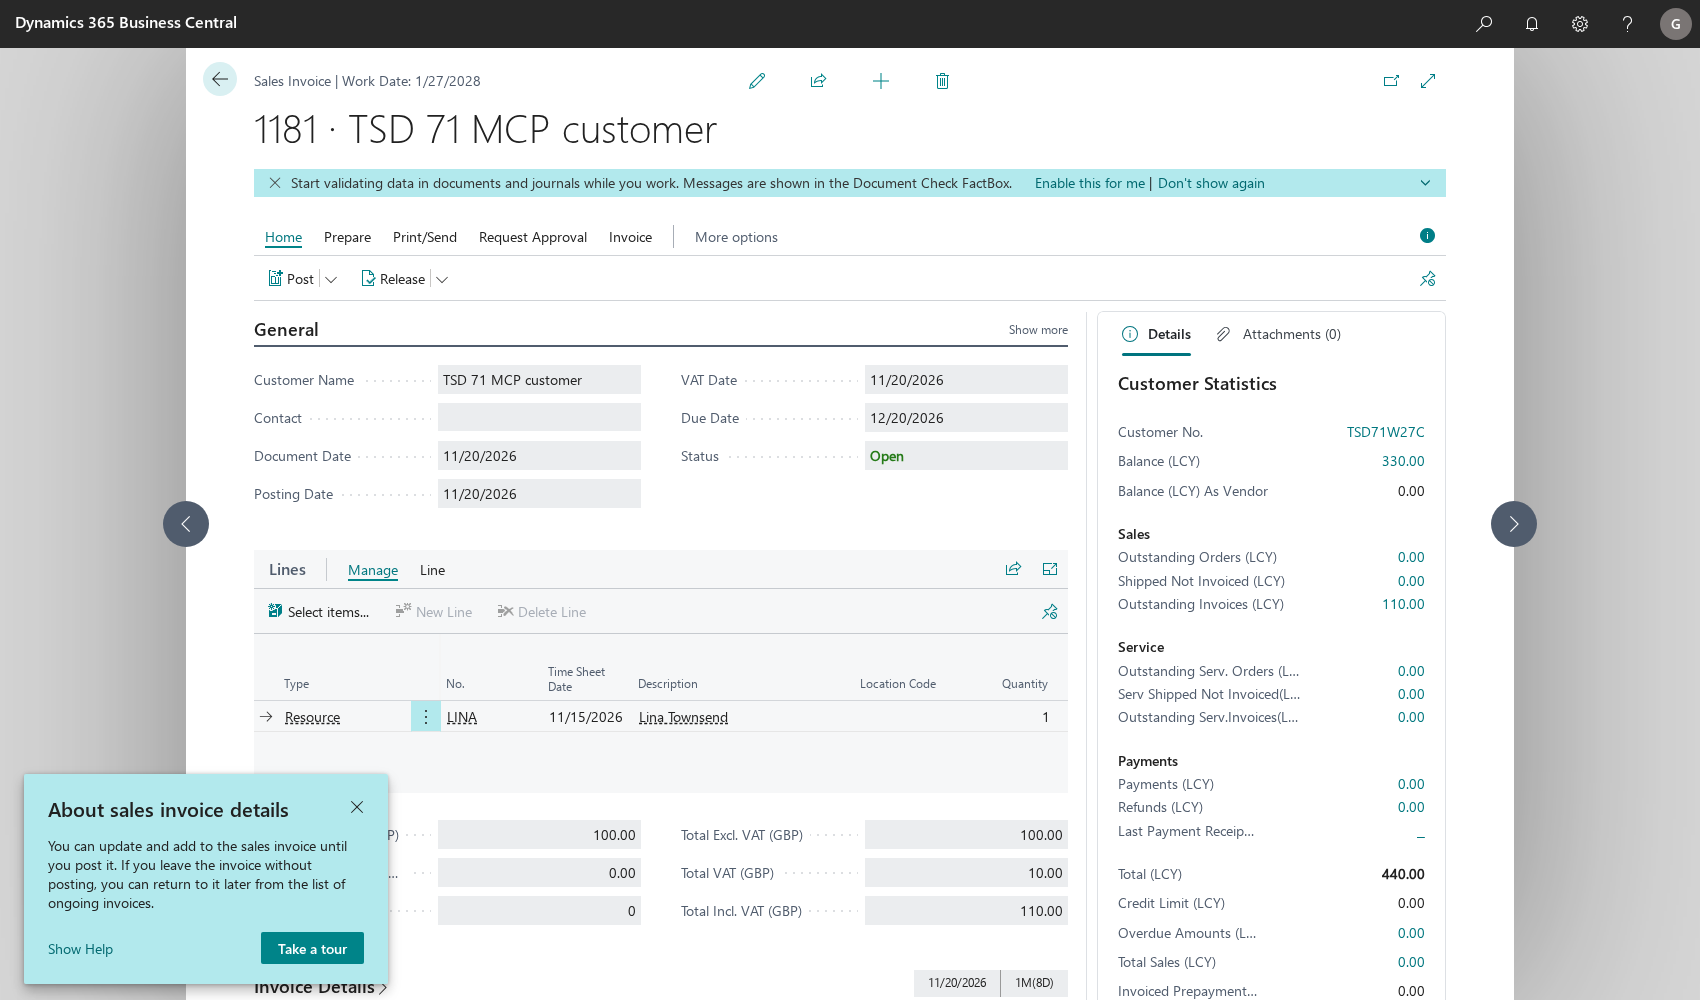 Dynamics 365 Business Central
G
Sales Invoice | Work Date: 1/27/2028
1181 · TSD 71 MCP customer
Start validating data in documents and journals while you work. Messages are shown in the Document Check FactBox. Enable this for me | Don't show again
Home Prepare Print/Send Request Approval Invoice More options
Post Release
General Show more
Customer Name TSD 71 MCP customer
Contact
Document Date 11/20/2026
Posting Date 11/20/2026
VAT Date 11/20/2026
Due Date 12/20/2026
Status Open
Lines Manage Line
Select items... New Line Delete Line
Type No. Time Sheet Date Description Location Code Quantity
Resource LINA 11/15/2026 Lina Townsend 1
P) 100.00
... 0.00
0
Total Excl. VAT (GBP) 100.00
Total VAT (GBP) 10.00
Total Incl. VAT (GBP) 110.00
Invoice Details 11/20/2026 1M(8D)
Details Attachments (0)
Customer Statistics
Customer No. TSD71W27C
Balance (LCY) 330.00
Balance (LCY) As Vendor 0.00
Sales
Outstanding Orders (LCY) 0.00
Shipped Not Invoiced (LCY) 0.00
Outstanding Invoices (LCY) 110.00
Service
Outstanding Serv. Orders (L... 0.00
Serv Shipped Not Invoiced(L... 0.00
Outstanding Serv.Invoices(L... 0.00
Payments
Payments (LCY) 0.00
Refunds (LCY) 0.00
Last Payment Receip... _
Total (LCY) 440.00
Credit Limit (LCY) 0.00
Overdue Amounts (L... 0.00
Total Sales (LCY) 0.00
Invoiced Prepayment... 0.00
About sales invoice details
You can update and add to the sales invoice until
you post it. If you leave the invoice without
posting, you can return to it later from the list of
ongoing invoices.
Show Help Take a tour